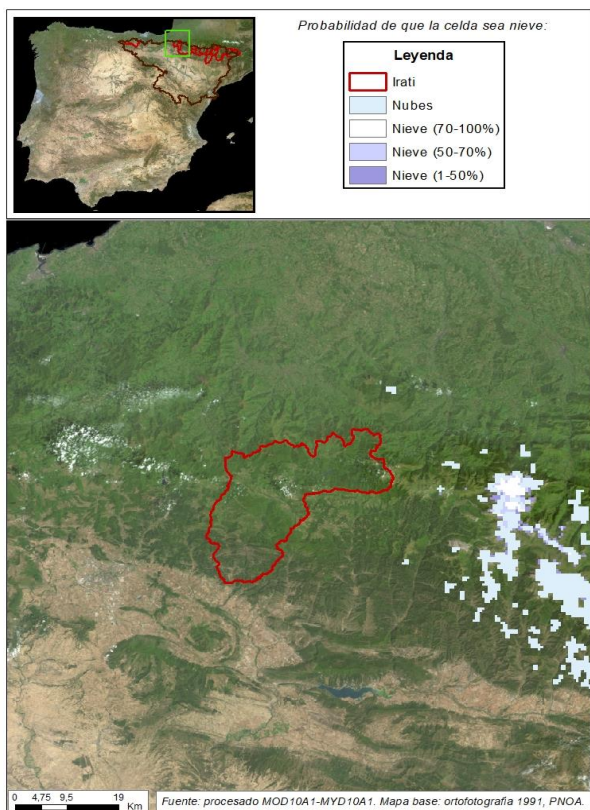 Probabilidad de que la celda sea nieve:
Leyenda
Irati
Nubes
Nieve (70-100%)
Nieve (50-70%)
Nieve (1-50%)
0 4,75 9,5 19
Km
Fuente: procesado MOD10A1-MYD10A1. Mapa base: ortofotografía 1991, PNOA.